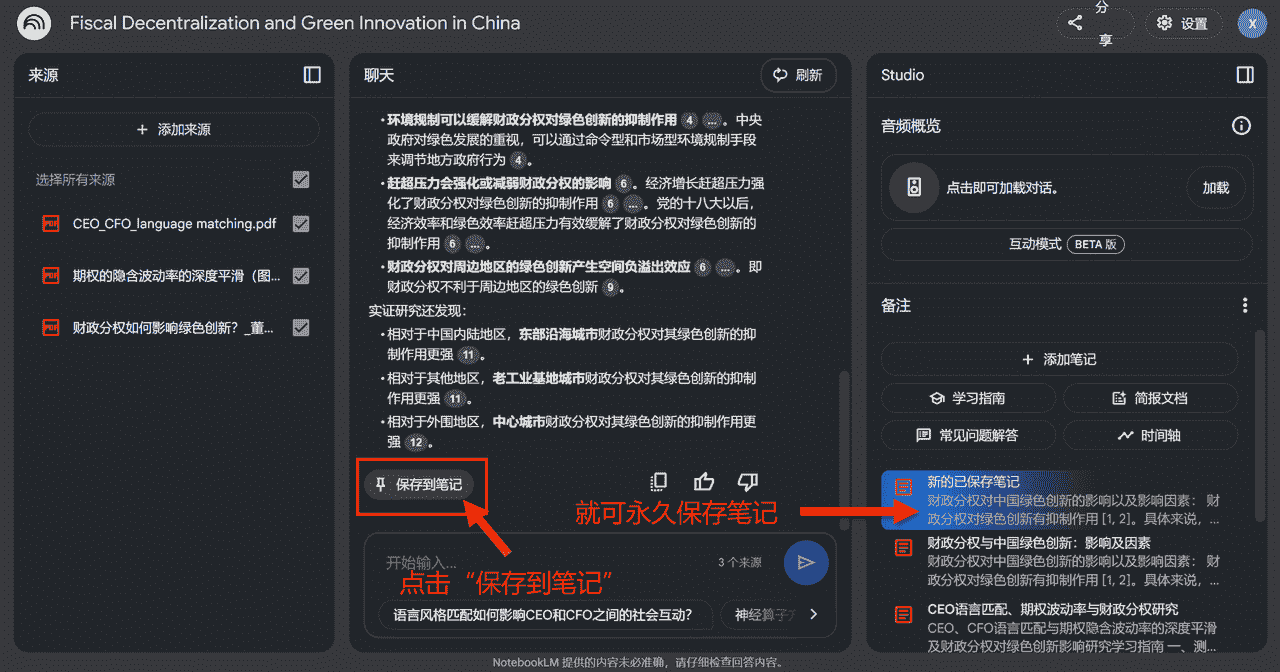 Fiscal Decentralization and Green Innovation in China
分享
设置
X
来源
添加来源
选择所有来源
PDF
CEO_CFO_language matching.pdf
PDF
期权的隐含波动率的深度平滑（图...
PDF
财政分权如何影响绿色创新？_董...
聊天
刷新
•环境规制可以缓解财政分权对绿色创新的抑制作用 4 ... 。中央
政府对绿色发展的重视，可以通过命令型和市场型环境规制手段
来调节地方政府行为 4 。
•赶超压力会强化或减弱财政分权的影响 6 。经济增长赶超压力强
化了财政分权对绿色创新的抑制作用 6 ... 。党的十八大以后，
经济效率和绿色效率赶超压力有效缓解了财政分权对绿色创新的
抑制作用 6 ... 。
•财政分权对周边地区的绿色创新产生空间负溢出效应 6 ... 。即
财政分权不利于周边地区的绿色创新 9 。
实证研究还发现：
•相对于中国内陆地区，东部沿海城市财政分权对其绿色创新的抑
制作用更强 11 。
•相对于其他地区，老工业基地城市财政分权对其绿色创新的抑制
作用更强 11 。
•相对于外围地区，中心城市财政分权对其绿色创新的抑制作用更
强 12 。
保存到笔记
就可永久保存笔记
开始输入...
3 个来源
点击“保存到笔记”
语言风格匹配如何影响CEO和CFO之间的社会互动？
神经算子
NotebookLM 提供的内容未必准确，请仔细检查回答内容。
Studio
音频概览
点击即可加载对话。
加载
互动模式 BETA 版
备注
添加笔记
学习指南
简报文档
常见问题解答
时间轴
新的已保存笔记
财政分权对中国绿色创新的影响以及影响因素： 财
政分权对绿色创新有抑制作用 [1, 2]。具体来说，...
财政分权与中国绿色创新：影响及因素
财政分权对中国绿色创新的影响以及影响因素： 财
政分权对绿色创新有抑制作用 [1, 2]。具体来说，...
CEO语言匹配、期权波动率与财政分权研究
CEO、CFO语言匹配与期权隐含波动率的深度平滑
及财政分权对绿色创新影响研究学习指南 一、测...